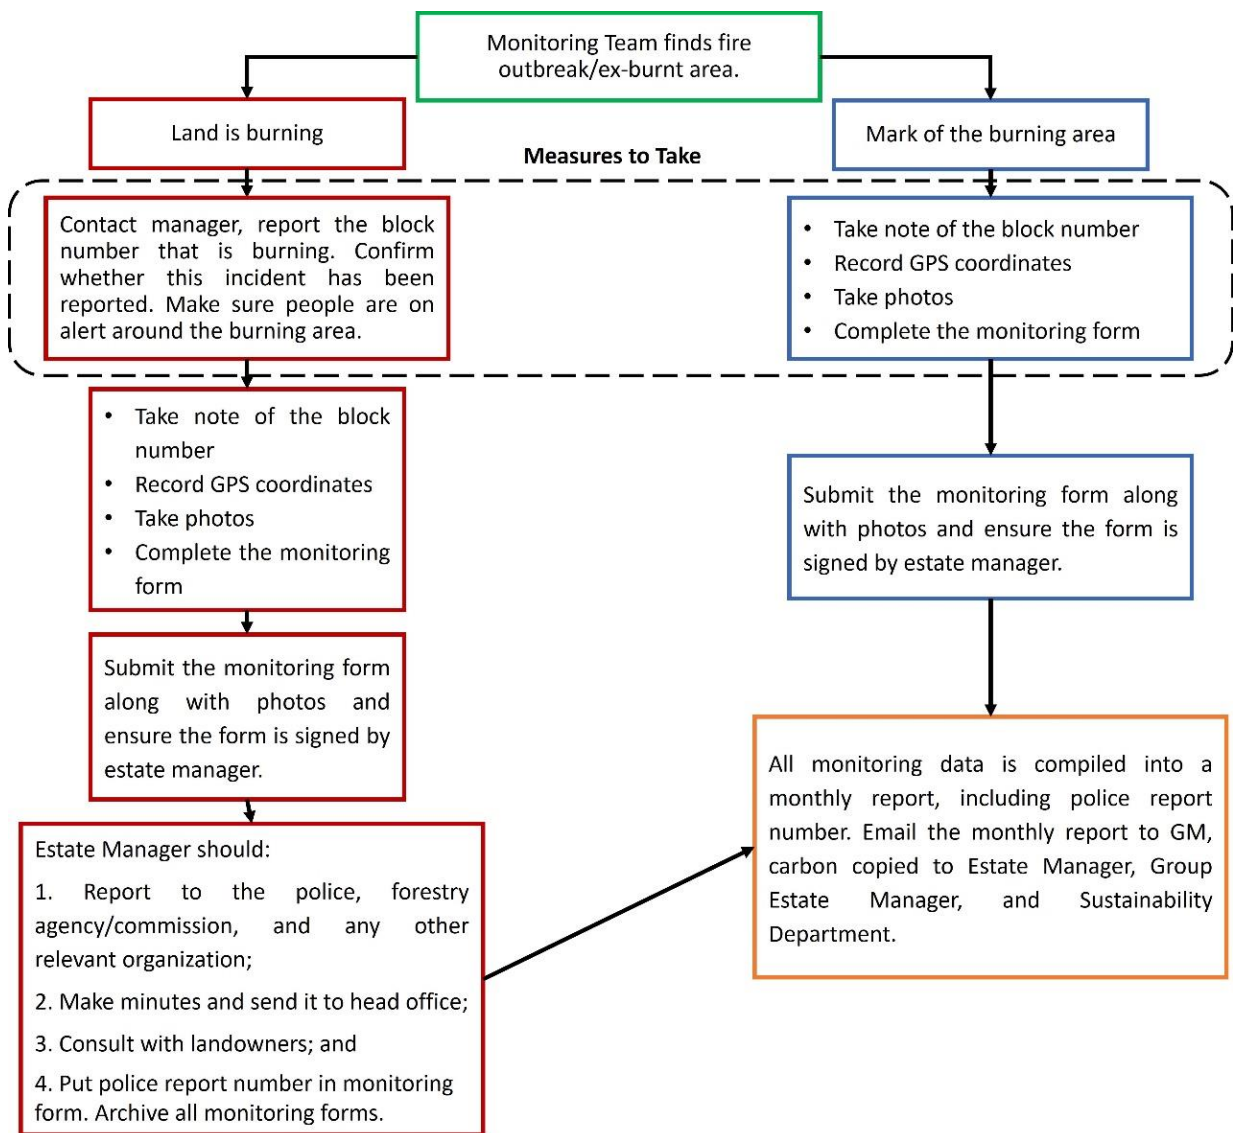 Monitoring Team finds fire
outbreak/ex-burnt area.
Land is burning
Mark of the burning area
Measures to Take
Contact manager, report the block
number that is burning. Confirm
whether this incident has been
reported. Make sure people are on
alert around the burning area.
• Take note of the block number
• Record GPS coordinates
• Take photos
• Complete the monitoring form
• Take note of the block
number
• Record GPS coordinates
• Take photos
• Complete the monitoring
form
Submit the monitoring form along
with photos and ensure the form is
signed by estate manager.
Submit the monitoring form
along with photos and
ensure the form is signed by
estate manager.
Estate Manager should:
1. Report to the police, forestry
agency/commission, and any other
relevant organization;
2. Make minutes and send it to head office;
3. Consult with landowners; and
4. Put police report number in monitoring
form. Archive all monitoring forms.
All monitoring data is compiled into a
monthly report, including police report
number. Email the monthly report to GM,
carbon copied to Estate Manager, Group
Estate Manager, and Sustainability
Department.